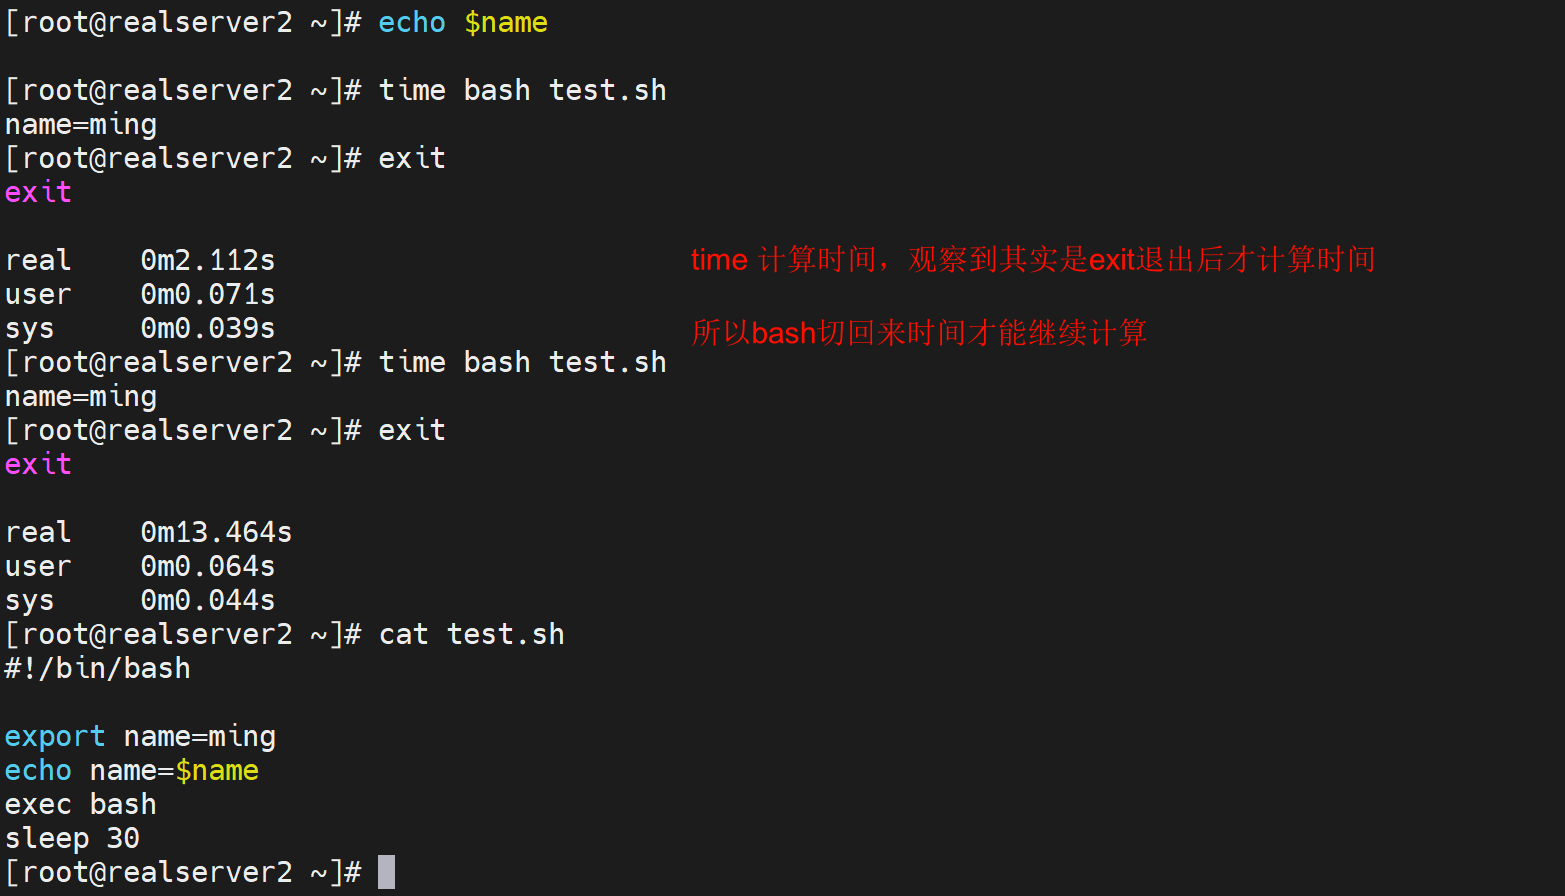 [root@realserver2 ~]# echo $name
[root@realserver2 ~]# time bash test.sh
name=ming
[root@realserver2 ~]# exit
exit
real    0m2.112s
time 计算时间，观察到其实是exit退出后才计算时间
user    0m0.071s
sys     0m0.039s
所以bash切回来时间才能继续计算
[root@realserver2 ~]# time bash test.sh
name=ming
[root@realserver2 ~]# exit
exit
real    0m13.464s
user    0m0.064s
sys     0m0.044s
[root@realserver2 ~]# cat test.sh
#!/bin/bash
export name=ming
echo name=$name
exec bash
sleep 30
[root@realserver2 ~]#